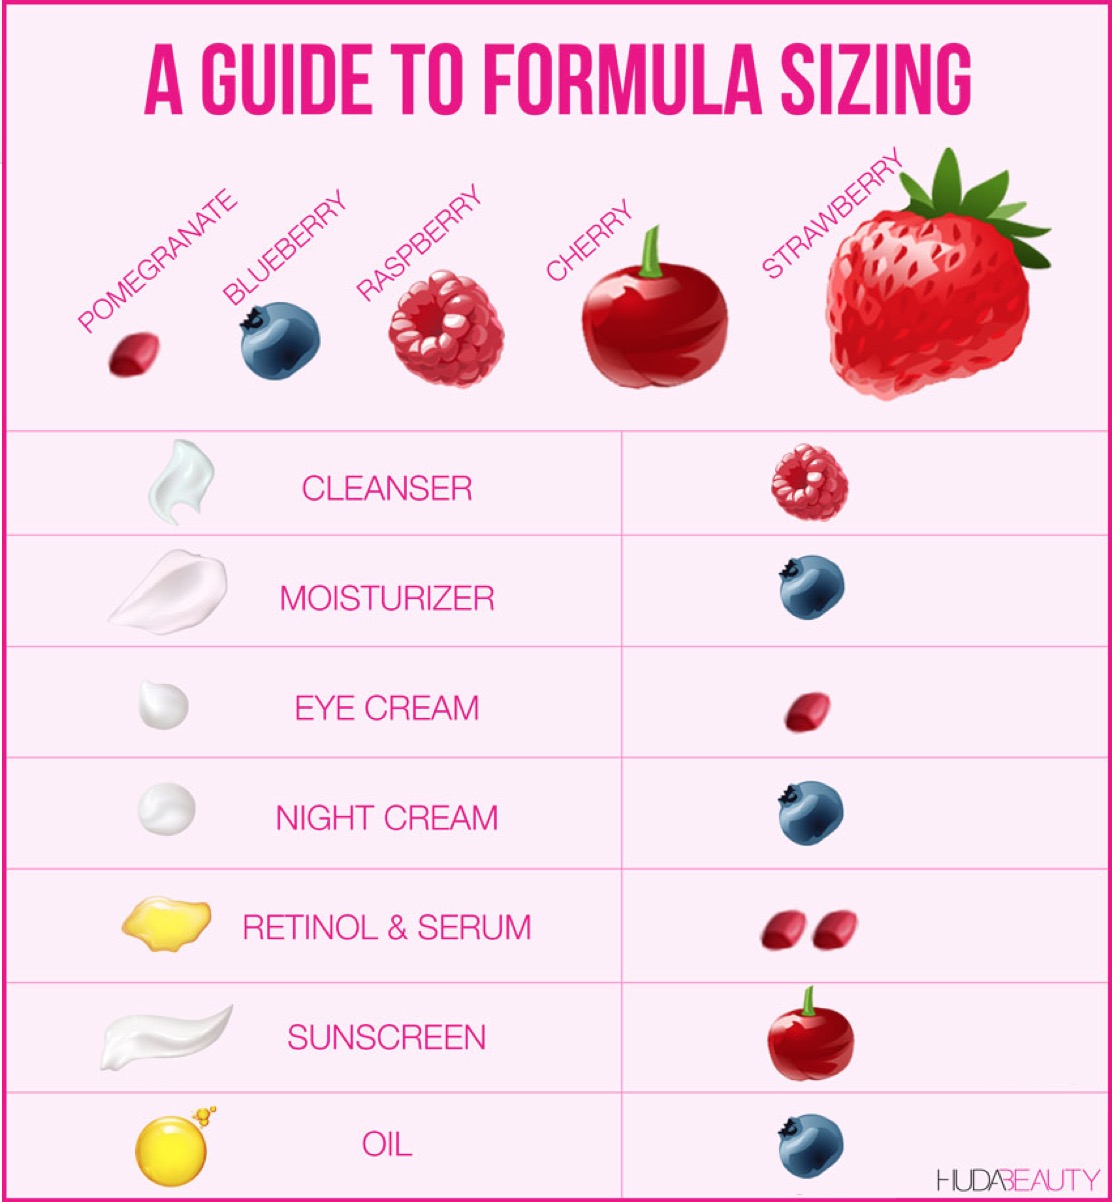 A GUIDE TO FORMULA SIZING
POMEGRANATE
BLUEBERRY
RASPBERRY
CHERRY
STRAWBERRY
CLEANSER
MOISTURIZER
EYE CREAM
NIGHT CREAM
RETINOL & SERUM
SUNSCREEN
OIL
HUDABEAUTY